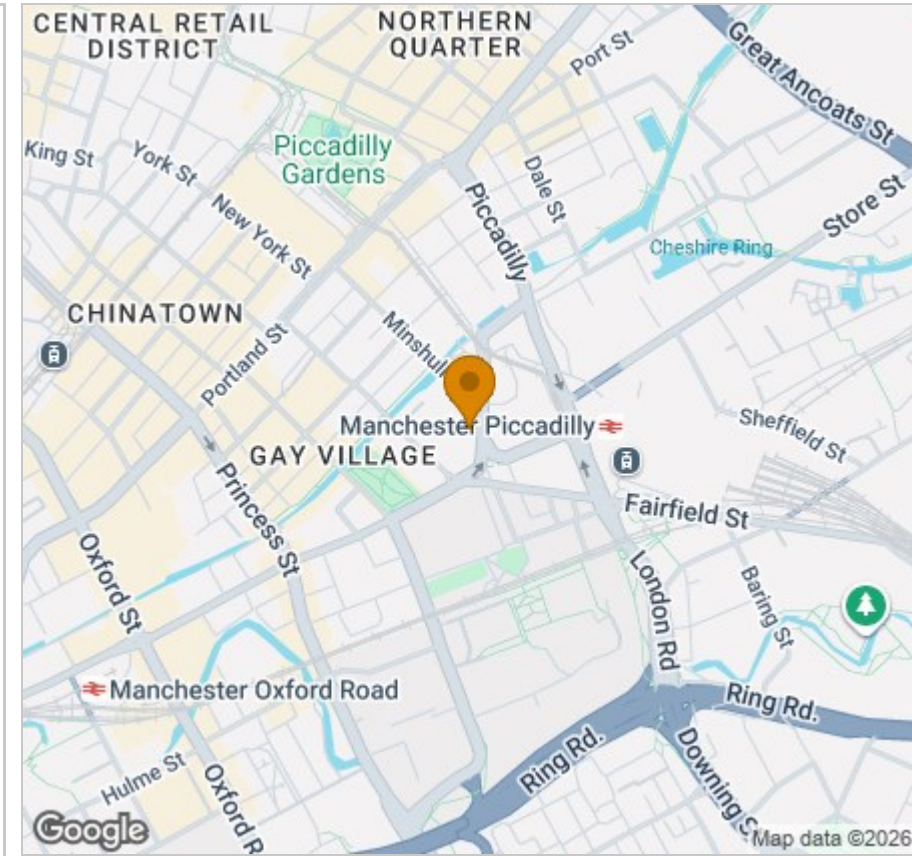 CENTRAL RETAIL
DISTRICT
NORTHERN
QUARTER
Port St
Great Ancoats St
King St
York St
Piccadilly
Gardens
Piccadilly
Dale St
Store St
New York St
Cheshire Ring
CHINATOWN
Portland St
Minshull
Manchester Piccadilly
Sheffield St
GAY VILLAGE
Princess St
Fairfield St
Oxford St
London Rd
Baring St
Manchester Oxford Road
Ring Rd.
Ring Rd.
Hulme St
Oxford R
Downing S
Google
Map data ©2026